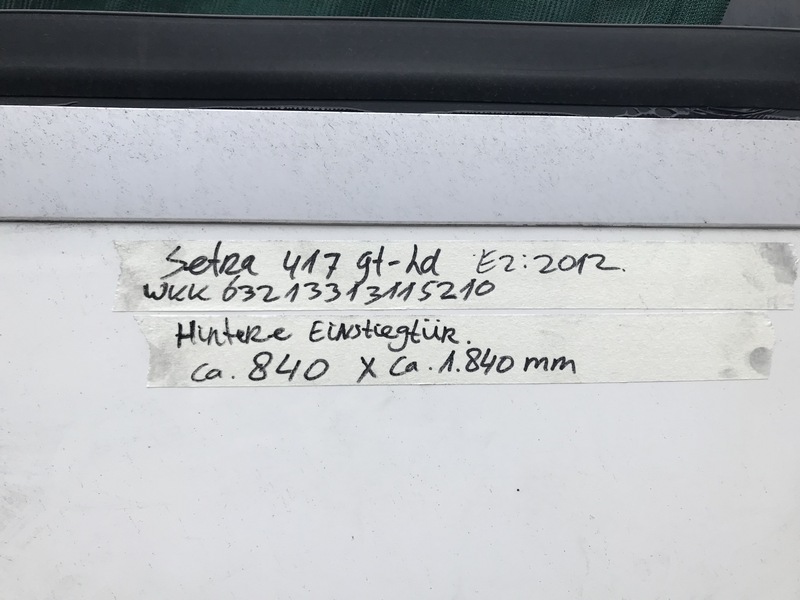 Setra 417 gt-hd EZ:2012.
WKK 63213313115210
Hintere Einstiegtür.
ca. 840 x ca. 1.840 mm